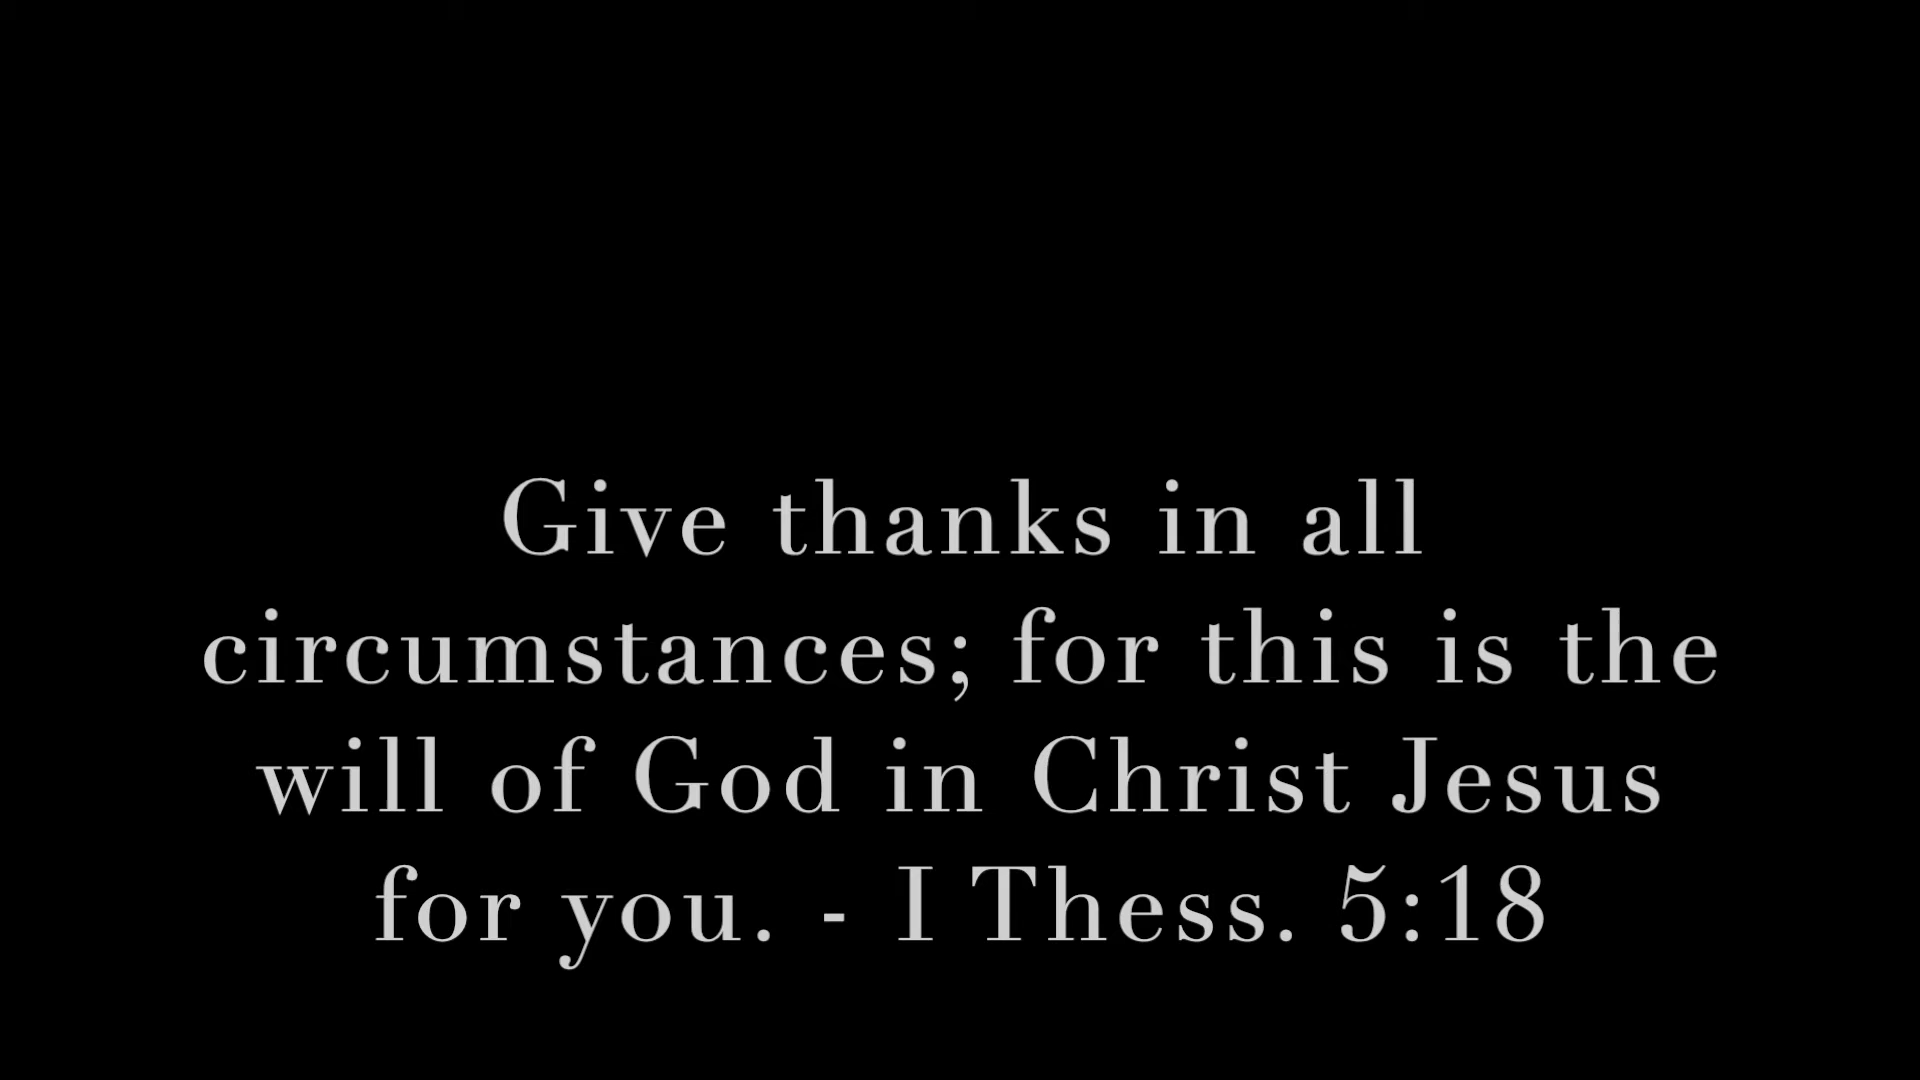 Give thanks in all
circumstances; for this is the
will of God in Christ Jesus
for you. - I Thess. 5:18